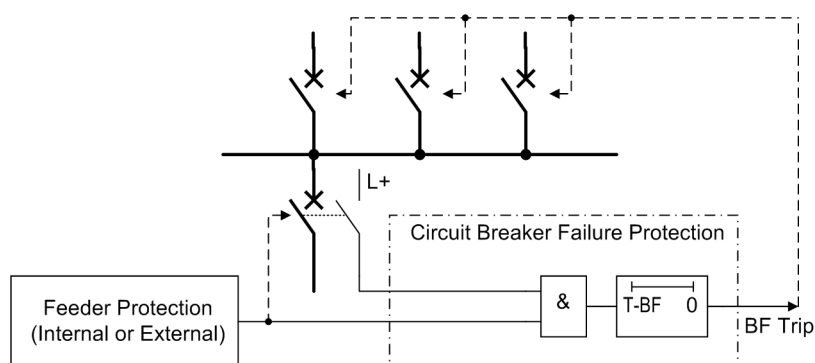 L+
Circuit Breaker Failure Protection
Feeder Protection
(Internal or External)
&
T-BF 0
BF Trip